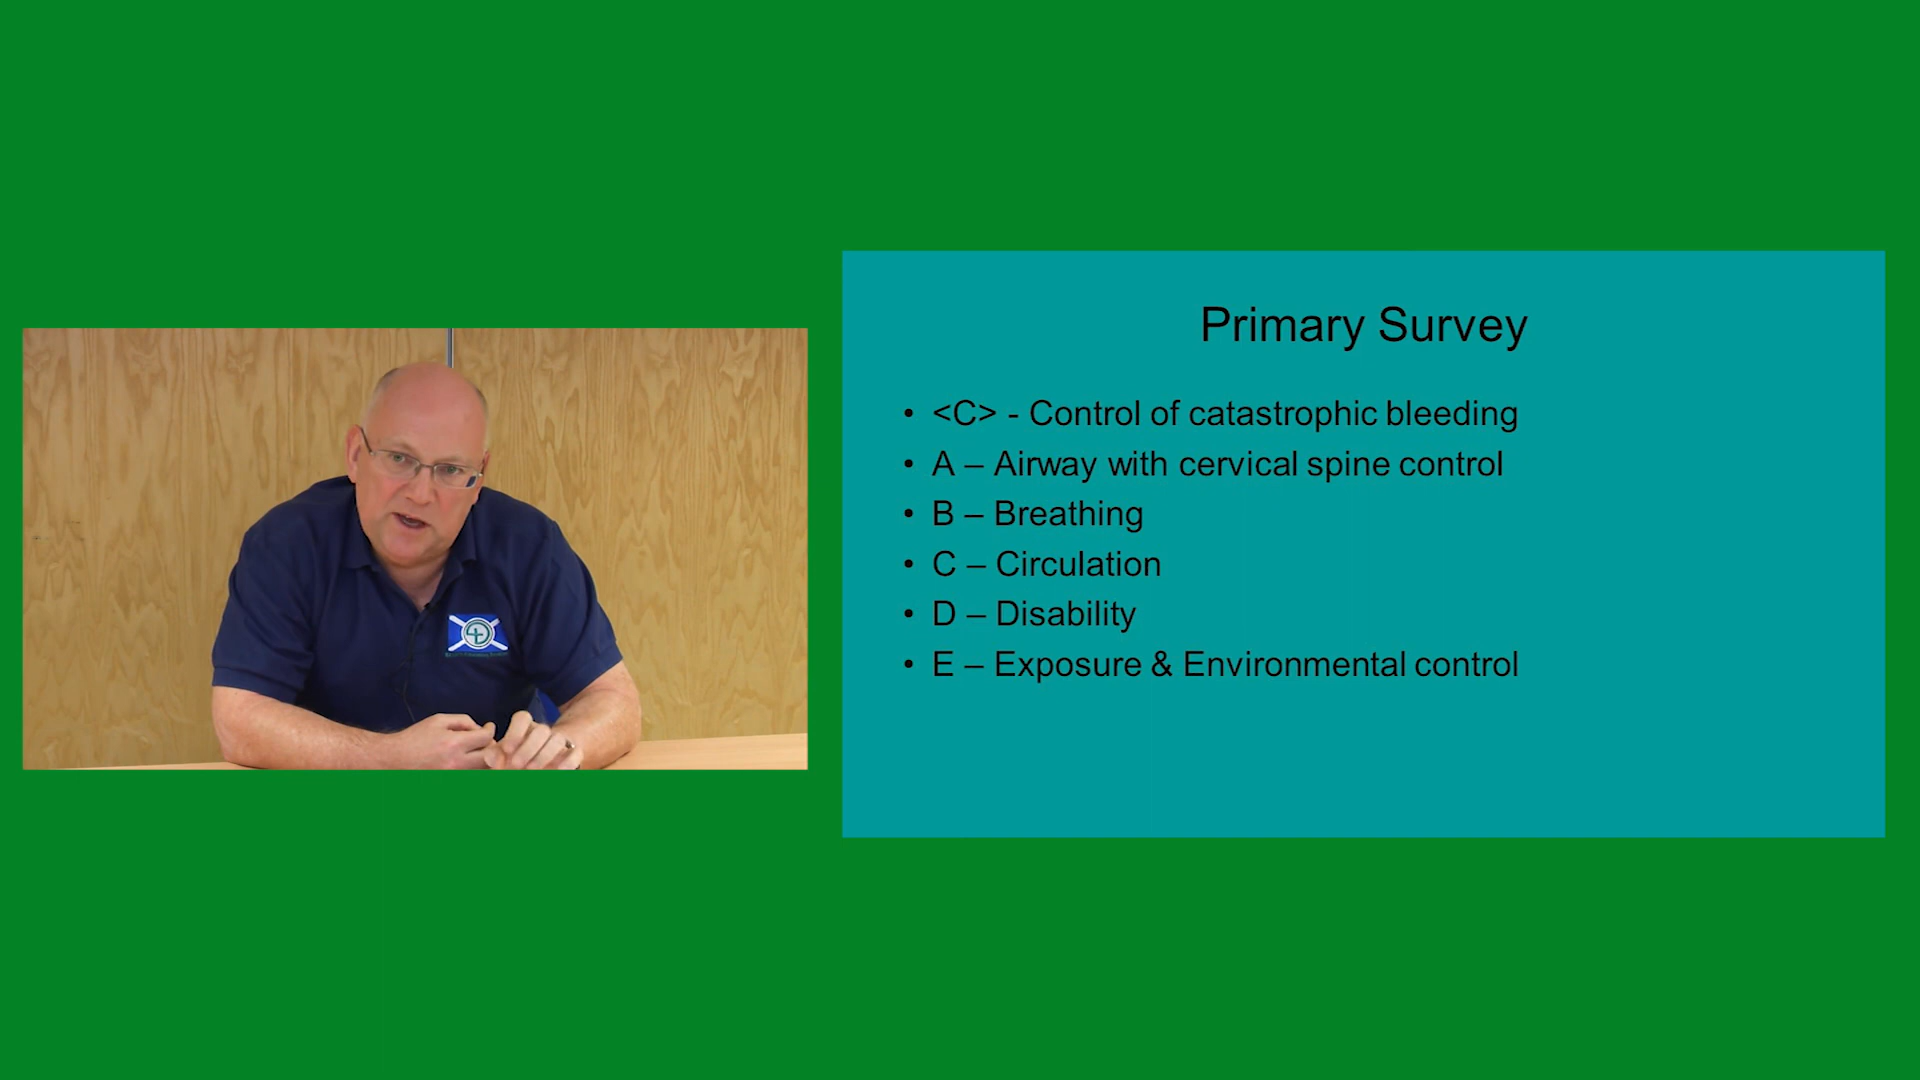 Primary Survey
• <C> - Control of catastrophic bleeding
• A – Airway with cervical spine control
• B – Breathing
• C – Circulation
• D – Disability
• E – Exposure & Environmental control